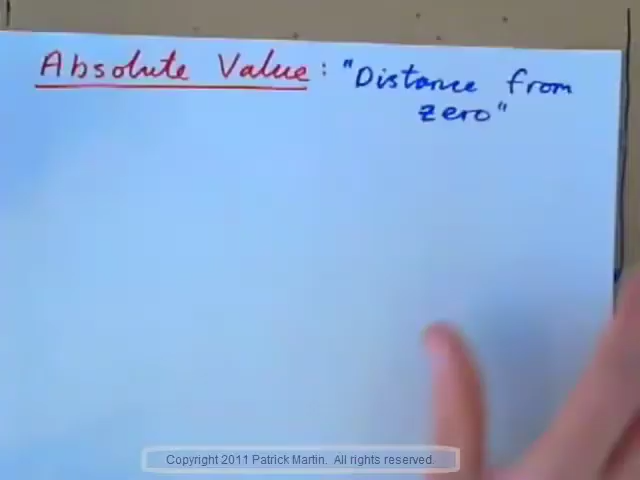 Absolute Value : "Distance from
zero"
Copyright 2011 Patrick Martin. All rights reserved.